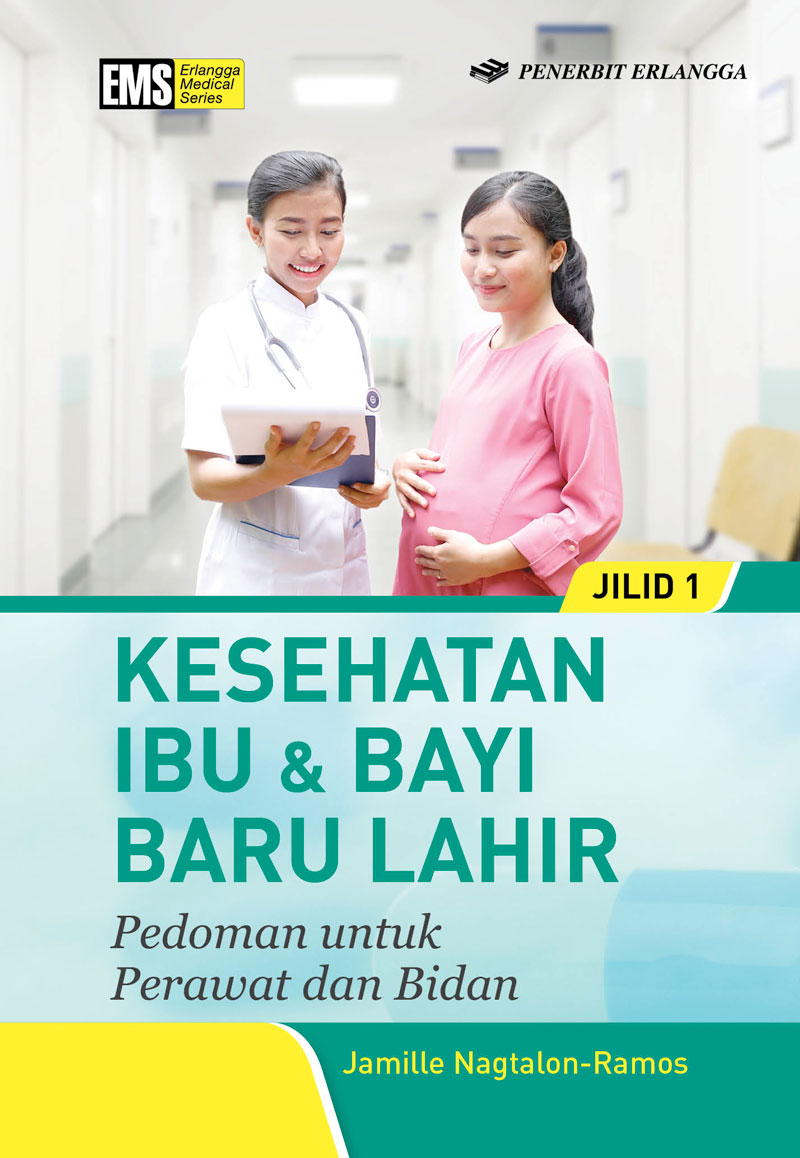 EMS
Erlangga
Medical
Series
PENERBIT ERLANGGA
JILID 1
KESEHATAN
IBU & BAYI
BARU LAHIR
Pedoman untuk
Perawat dan Bidan
Jamille Nagtalon-Ramos